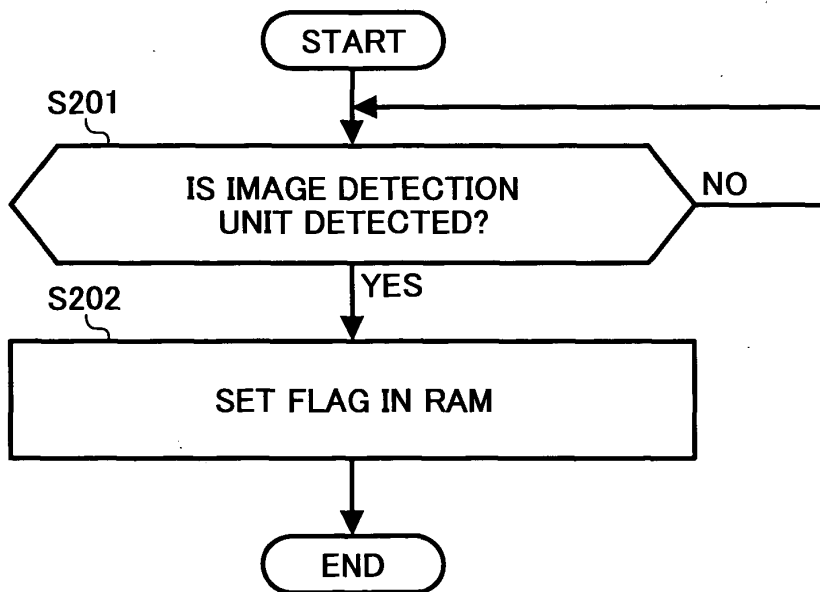 START
S201
IS IMAGE DETECTION
UNIT DETECTED?
NO
YES
S202
SET FLAG IN RAM
END